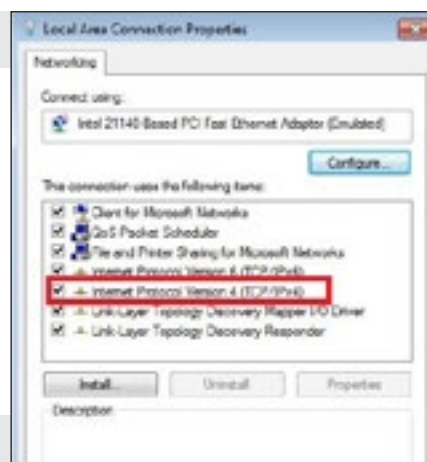 Local Area Connection Properties
Networking
Connect using:
Intel 21140-Based PCI Fast Ethernet Adapter (Emulated)
Configure...
This connection uses the following items:
Client for Microsoft Networks
QoS Packet Scheduler
File and Printer Sharing for Microsoft Networks
Internet Protocol Version 6 (TCP/IPv6)
Internet Protocol Version 4 (TCP/IPv4)
Link-Layer Topology Discovery Mapper I/O Driver
Link-Layer Topology Discovery Responder
Install...
Uninstall
Properties
Description